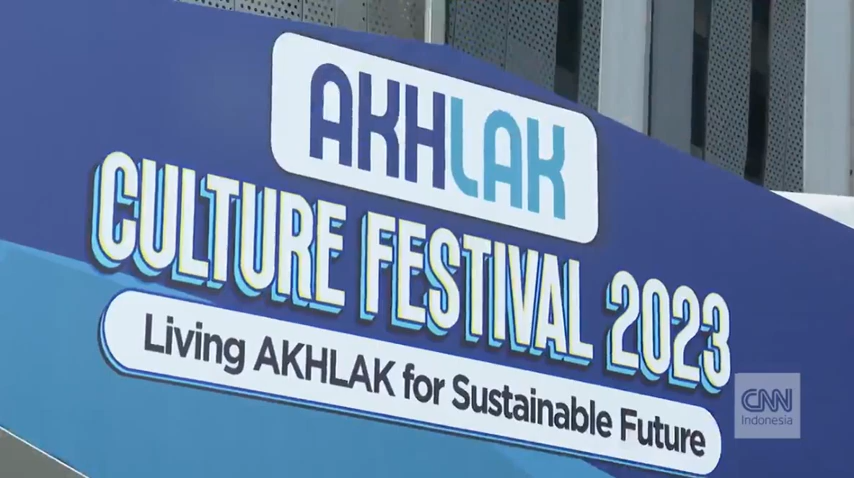 AKHLAK
CULTURE FESTIVAL 2023
Living AKHLAK for Sustainable Future
CNN
Indonesia